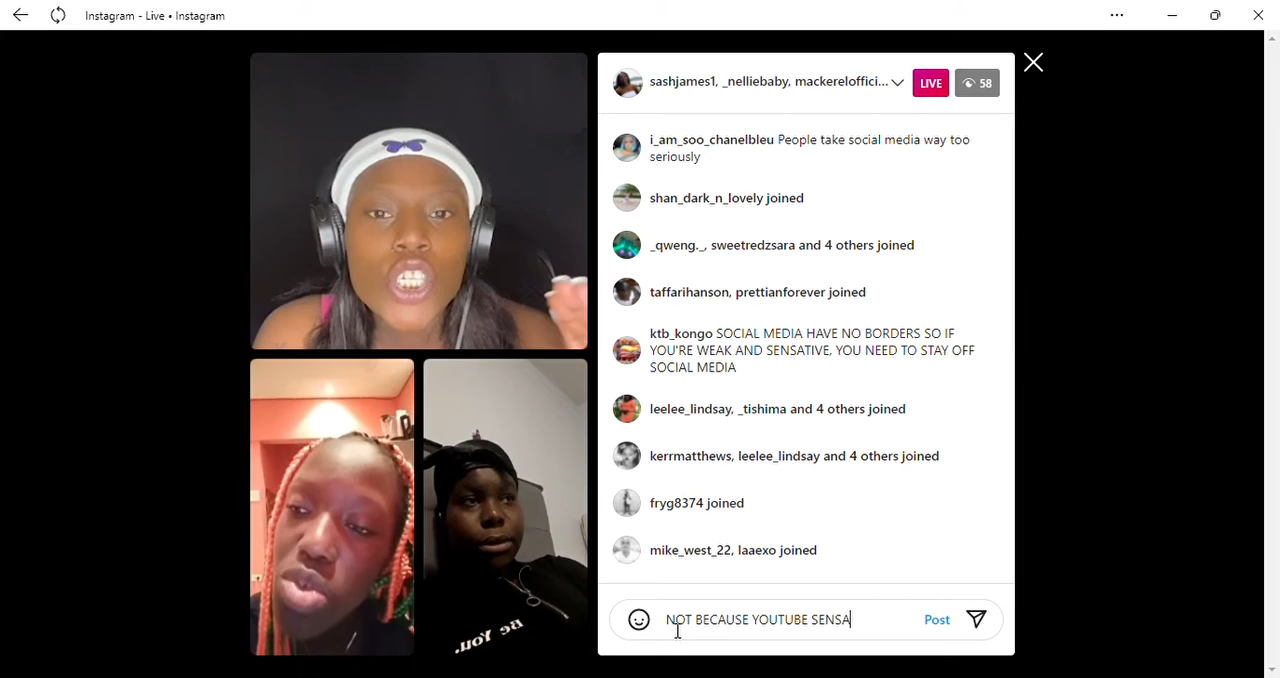 Instagram - Live • Instagram
sashjames1, _nelliebaby, mackereloffici...
LIVE
58
i_am_soo_chanelbleu People take social media way too
seriously
shan_dark_n_lovely joined
_qweng._, sweetredzsara and 4 others joined
taffarihanson, prettianforever joined
ktb_kongo SOCIAL MEDIA HAVE NO BORDERS SO IF
YOU'RE WEAK AND SENSATIVE, YOU NEED TO STAY OFF
SOCIAL MEDIA
leelee_lindsay, _tishima and 4 others joined
kerrmatthews, leelee_lindsay and 4 others joined
fryg8374 joined
mike_west_22, laaexo joined
NOT BECAUSE YOUTUBE SENSA
Post
Be You.